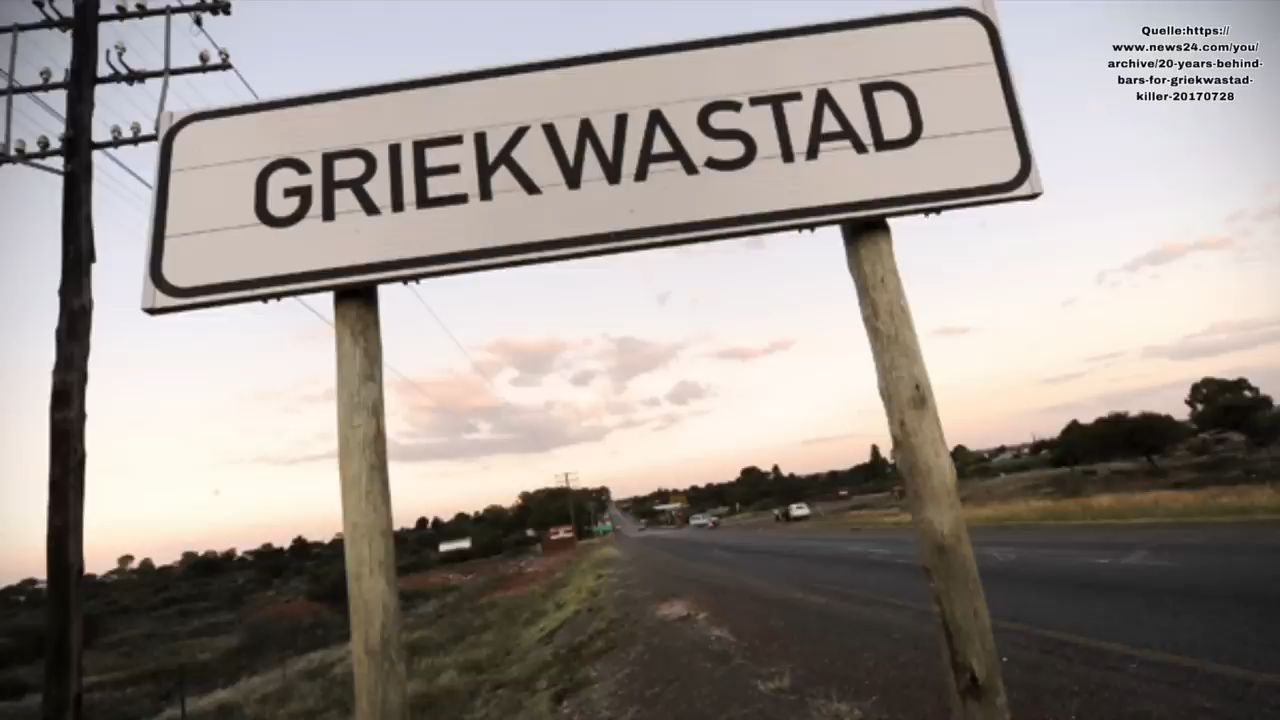 Quelle:https://
www.news24.com/you/
archive/20-years-behind-
bars-for-griekwastad-
killer-20170728
GRIEKWASTAD